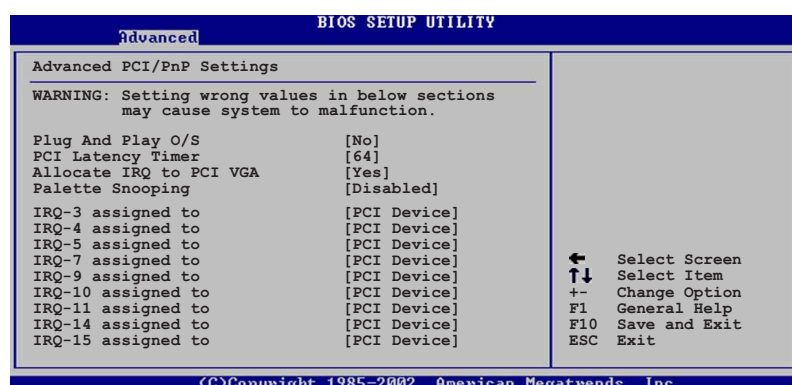 BIOS SETUP UTILITY
Advanced
Advanced PCI/PnP Settings
WARNING: Setting wrong values in below sections
may cause system to malfunction.
Plug And Play O/S [No]
PCI Latency Timer [64]
Allocate IRQ to PCI VGA [Yes]
Palette Snooping [Disabled]
IRQ-3 assigned to [PCI Device]
IRQ-4 assigned to [PCI Device]
IRQ-5 assigned to [PCI Device]
IRQ-7 assigned to [PCI Device]
IRQ-9 assigned to [PCI Device]
IRQ-10 assigned to [PCI Device]
IRQ-11 assigned to [PCI Device]
IRQ-14 assigned to [PCI Device]
IRQ-15 assigned to [PCI Device]
← Select Screen
↑↓ Select Item
+- Change Option
F1 General Help
F10 Save and Exit
ESC Exit
(C)Copyright 1985-2002, American Megatrends, Inc